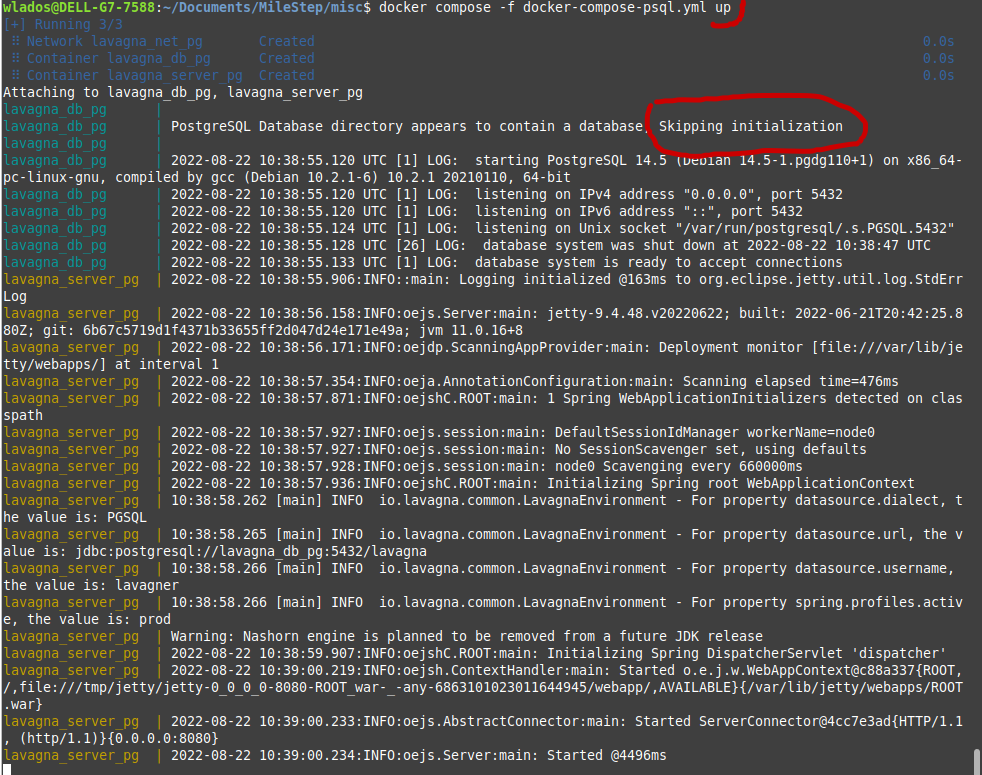 wlados@DELL-G7-7588:~/Documents/MileStep/misc$ docker compose -f docker-compose-psql.yml up
[+] Running 3/3
⠿ Network lavagna_net_pg Created 0.0s
⠿ Container lavagna_db_pg Created 0.0s
⠿ Container lavagna_server_pg Created 0.0s
Attaching to lavagna_db_pg, lavagna_server_pg
lavagna_db_pg |
lavagna_db_pg | PostgreSQL Database directory appears to contain a database; Skipping initialization
lavagna_db_pg |
lavagna_db_pg | 2022-08-22 10:38:55.120 UTC [1] LOG:  starting PostgreSQL 14.5 (Debian 14.5-1.pgdg110+1) on x86_64-
pc-linux-gnu, compiled by gcc (Debian 10.2.1-6) 10.2.1 20210110, 64-bit
lavagna_db_pg | 2022-08-22 10:38:55.120 UTC [1] LOG:  listening on IPv4 address "0.0.0.0", port 5432
lavagna_db_pg | 2022-08-22 10:38:55.120 UTC [1] LOG:  listening on IPv6 address "::", port 5432
lavagna_db_pg | 2022-08-22 10:38:55.124 UTC [1] LOG:  listening on Unix socket "/var/run/postgresql/.s.PGSQL.5432"
lavagna_db_pg | 2022-08-22 10:38:55.128 UTC [26] LOG:  database system was shut down at 2022-08-22 10:38:47 UTC
lavagna_db_pg | 2022-08-22 10:38:55.133 UTC [1] LOG:  database system is ready to accept connections
lavagna_server_pg | 2022-08-22 10:38:55.906:INFO::main: Logging initialized @163ms to org.eclipse.jetty.util.log.StdErr
Log
lavagna_server_pg | 2022-08-22 10:38:56.158:INFO:oejs.Server:main: jetty-9.4.48.v20220622; built: 2022-06-21T20:42:25.8
80Z; git: 6b67c5719d1f4371b33655ff2d047d24e171e49a; jvm 11.0.16+8
lavagna_server_pg | 2022-08-22 10:38:56.171:INFO:oejdp.ScanningAppProvider:main: Deployment monitor [file:///var/lib/je
tty/webapps/] at interval 1
lavagna_server_pg | 2022-08-22 10:38:57.354:INFO:oeja.AnnotationConfiguration:main: Scanning elapsed time=476ms
lavagna_server_pg | 2022-08-22 10:38:57.871:INFO:oejshC.ROOT:main: 1 Spring WebApplicationInitializers detected on clas
spath
lavagna_server_pg | 2022-08-22 10:38:57.927:INFO:oejs.session:main: DefaultSessionIdManager workerName=node0
lavagna_server_pg | 2022-08-22 10:38:57.927:INFO:oejs.session:main: No SessionScavenger set, using defaults
lavagna_server_pg | 2022-08-22 10:38:57.928:INFO:oejs.session:main: node0 Scavenging every 660000ms
lavagna_server_pg | 2022-08-22 10:38:57.936:INFO:oejshC.ROOT:main: Initializing Spring root WebApplicationContext
lavagna_server_pg | 10:38:58.262 [main] INFO  io.lavagna.common.LavagnaEnvironment - For property datasource.dialect, t
he value is: PGSQL
lavagna_server_pg | 10:38:58.265 [main] INFO  io.lavagna.common.LavagnaEnvironment - For property datasource.url, the v
alue is: jdbc:postgresql://lavagna_db_pg:5432/lavagna
lavagna_server_pg | 10:38:58.266 [main] INFO  io.lavagna.common.LavagnaEnvironment - For property datasource.username,
the value is: lavagner
lavagna_server_pg | 10:38:58.266 [main] INFO  io.lavagna.common.LavagnaEnvironment - For property spring.profiles.activ
e, the value is: prod
lavagna_server_pg | Warning: Nashorn engine is planned to be removed from a future JDK release
lavagna_server_pg | 2022-08-22 10:38:59.907:INFO:oejshC.ROOT:main: Initializing Spring DispatcherServlet 'dispatcher'
lavagna_server_pg | 2022-08-22 10:39:00.219:INFO:oejsh.ContextHandler:main: Started o.e.j.w.WebAppContext@c88a337{ROOT,
/,file:///tmp/jetty/jetty-0_0_0_0-8080-ROOT_war-_-any-6863101023011644945/webapp/,AVAILABLE}{/var/lib/jetty/webapps/ROOT
.war}
lavagna_server_pg | 2022-08-22 10:39:00.233:INFO:oejs.AbstractConnector:main: Started ServerConnector@4cc7e3ad{HTTP/1.1
, (http/1.1)}{0.0.0.0:8080}
lavagna_server_pg | 2022-08-22 10:39:00.234:INFO:oejs.Server:main: Started @4496ms